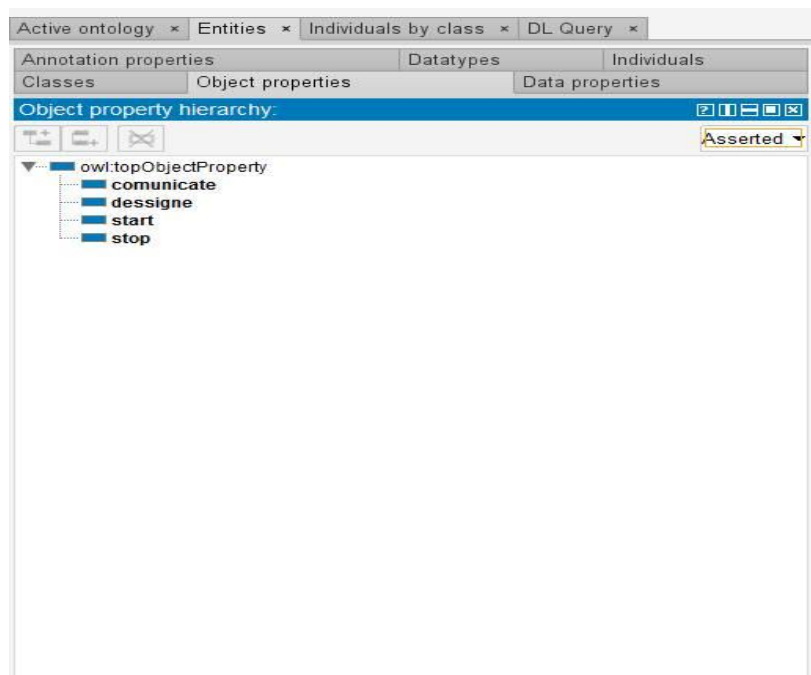 Active ontology × Entities × Individuals by class × DL Query ×
Annotation properties Datatypes Individuals
Classes Object properties Data properties
Object property hierarchy:
Asserted
owl:topObjectProperty
comunicate
dessigne
start
stop